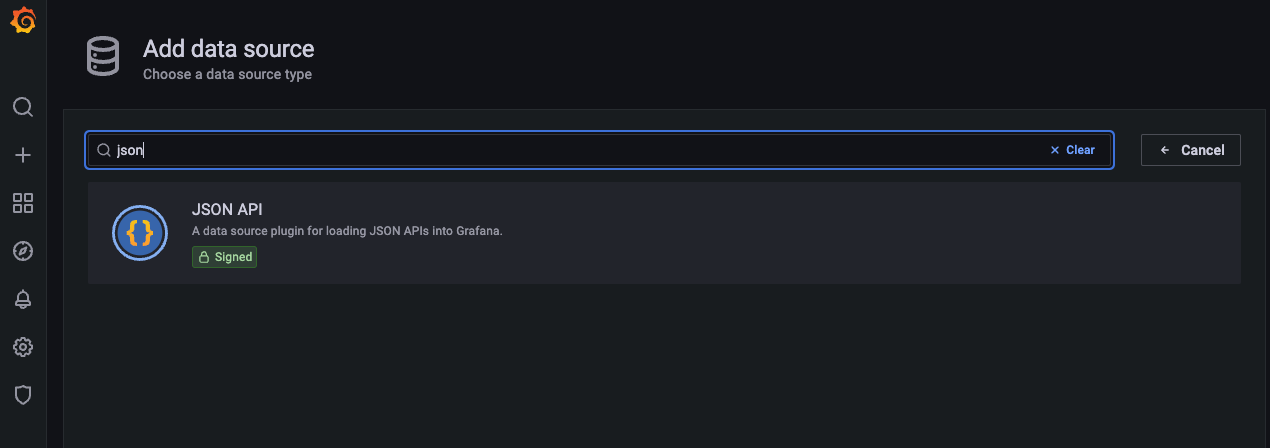 Add data source
Choose a data source type
json
Clear
Cancel
JSON API
A data source plugin for loading JSON APIs into Grafana.
Signed